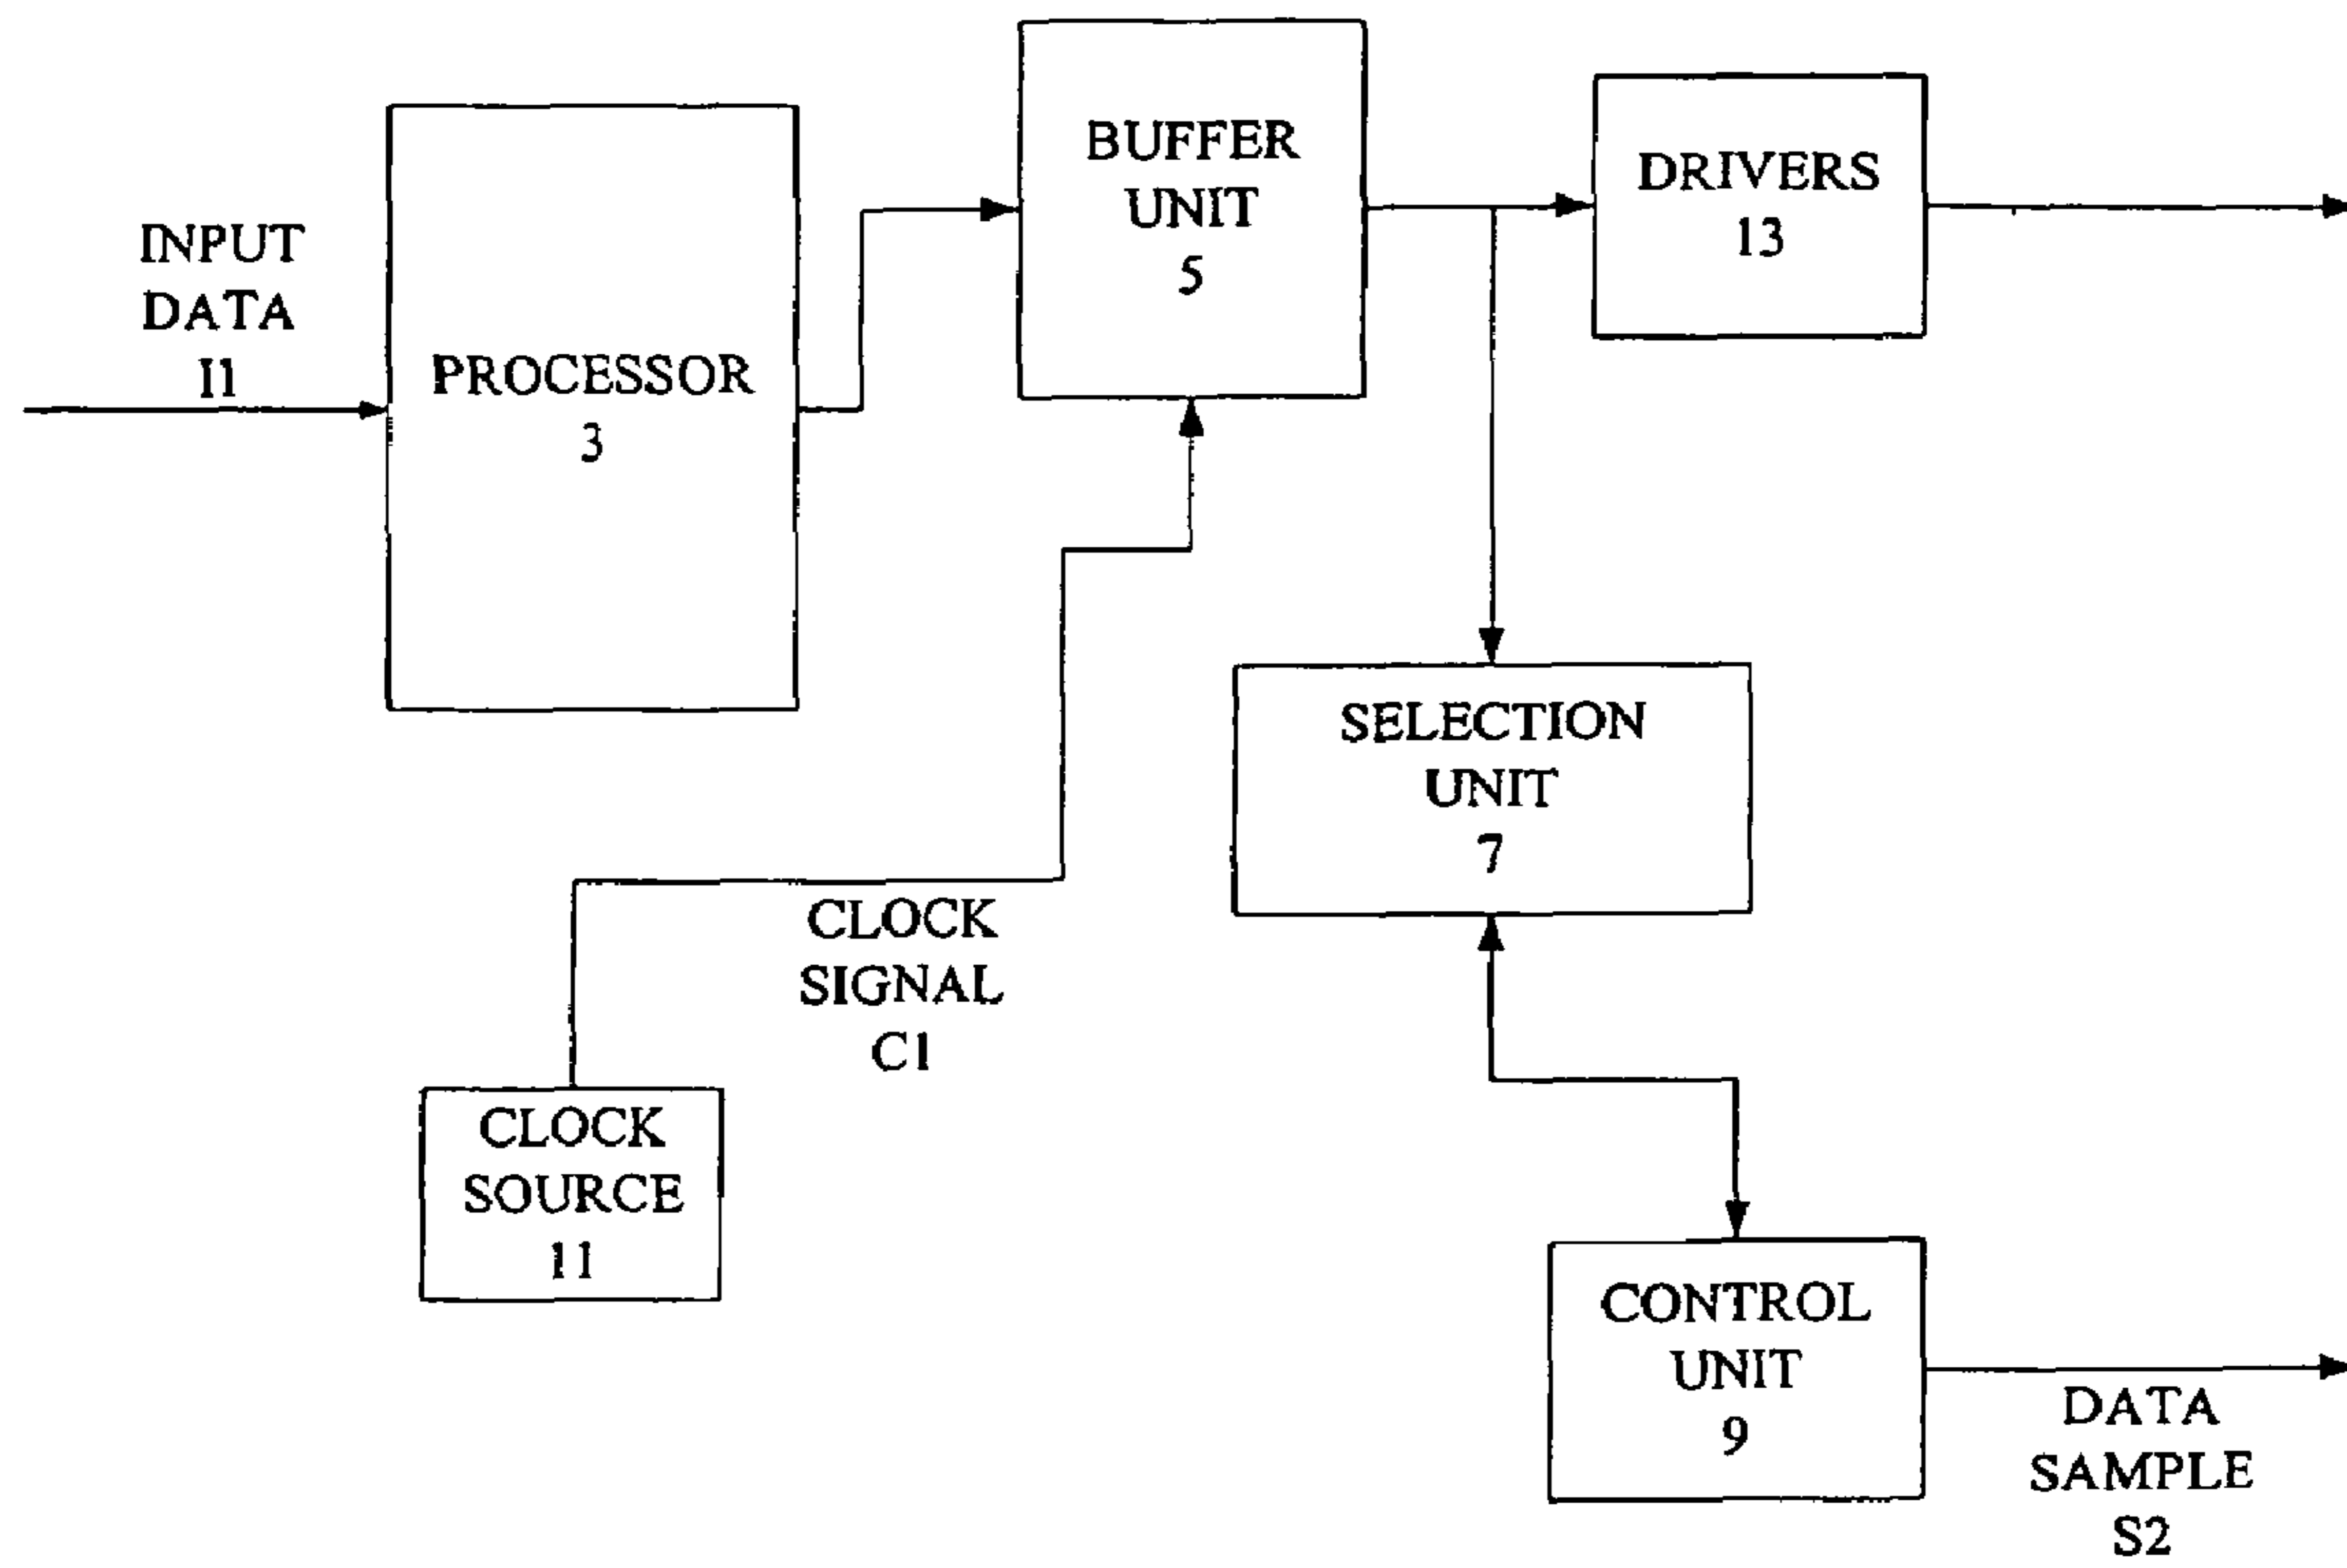 INPUT
DATA
I1
PROCESSOR
3
BUFFER
UNIT
5
DRIVERS
13
SELECTION
UNIT
7
CLOCK
SIGNAL
C1
CLOCK
SOURCE
11
CONTROL
UNIT
9
DATA
SAMPLE
S2